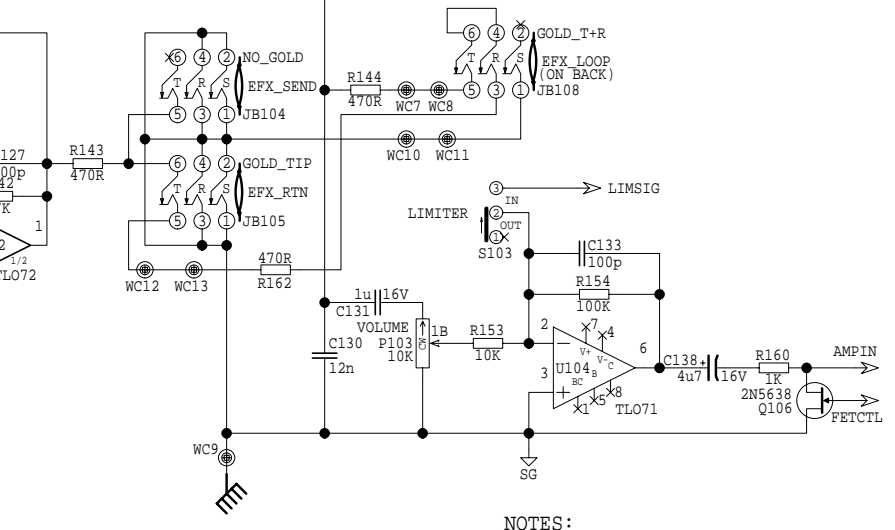 GOLD_T+R
6 4 2
T R S
EFX_LOOP
(ON BACK)
5 3 1
JB108
NO_GOLD
6 4 2
T R S
EFX_SEND
5 3 1
JB104
R144
470R
WC7 WC8
WC10 WC11
127
00p
R143
470R
42
K
1
2
1/2
TLO72
GOLD_TIP
6 4 2
T R S
EFX_RTN
5 3 1
JB105
WC12 WC13
470R
R162
3
IN
LIMSIG
LIMITER
2
OUT
1
S103
C133
100p
R154
100K
1u 16V
C131
VOLUME
P103
10K
CW
1B
R153
10K
C130
12n
2
3
7
4
V+
V-
U104
B
C
BC
1
5
8
6
TLO71
C138
+
4u7 16V
R160
1K
AMPIN
2N5638
Q106
FETCTL
WC9
SG
NOTES: